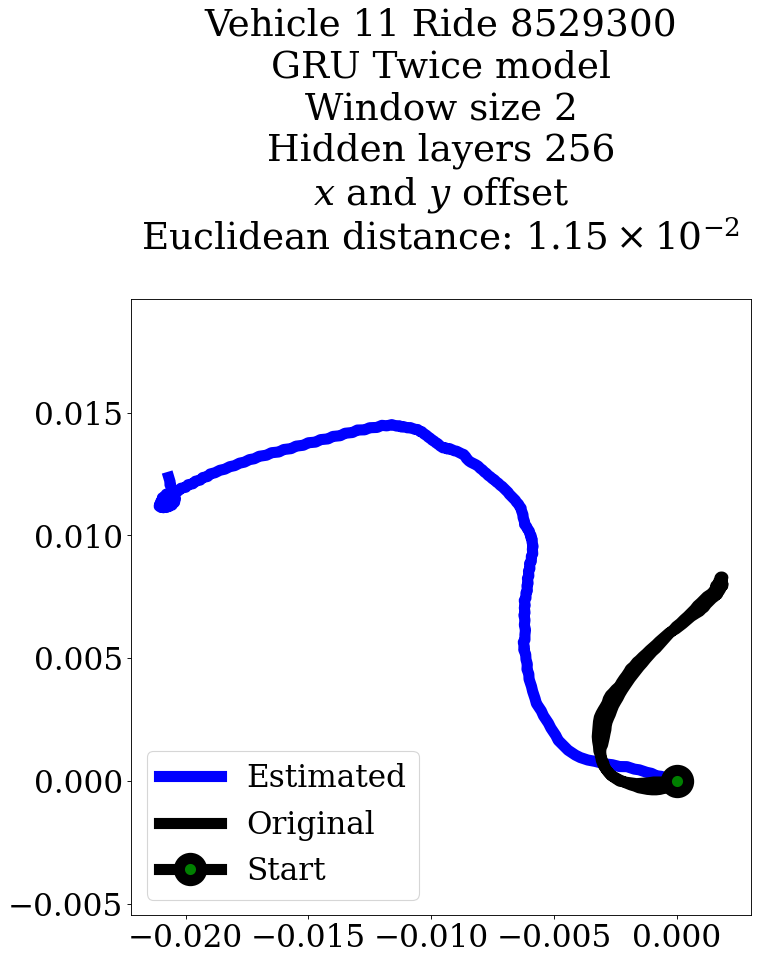 Vehicle 11 Ride 8529300
GRU Twice model
Window size 2
Hidden layers 256
x and y offset
Euclidean distance: 1.15 × 10⁻²
0.015
0.010
0.005
0.000
−0.005
Estimated
Original
Start
−0.020 −0.015 −0.010 −0.005 0.000